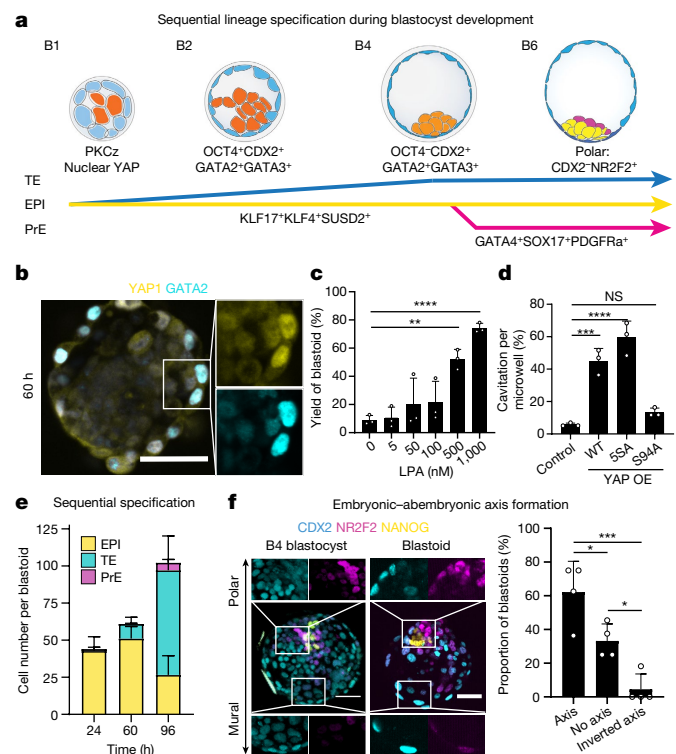 a Sequential lineage specification during blastocyst development
B1 B2 B4 B6
PKCz
Nuclear YAP
OCT4+CDX2+
GATA2+GATA3+
OCT4−CDX2+
GATA2+GATA3+
Polar:
CDX2−NR2F2+
TE
EPI
PrE
KLF17+KLF4+SUSD2+
GATA4+SOX17+PDGFRa+
b
YAP1 GATA2
60 h
c
Yield of blastoid (%)
100
80
60
40
20
0
****
**
0 5 50 100 500 1,000
LPA (nM)
d
Cavitation per
microwell (%)
80
60
40
20
0
NS
****
***
Control WT 5SA S94A
YAP OE
e Sequential specification
Cell number per blastoid
125
100
75
50
25
0
EPI
TE
PrE
24 60 96
Time (h)
f Embryonic–abembryonic axis formation
CDX2 NR2F2 NANOG
B4 blastocyst Blastoid
Polar
Mural
Proportion of blastoids (%)
100
80
60
40
20
0
***
*
*
Axis No axis Inverted axis